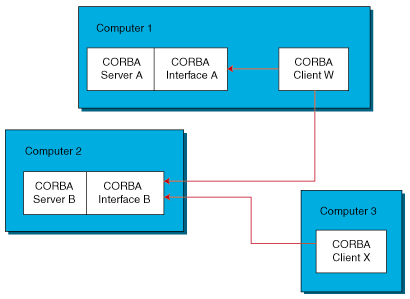 Computer 1
CORBA
Server A
CORBA
Interface A
CORBA
Client W
Computer 2
CORBA
Server B
CORBA
Interface B
Computer 3
CORBA
Client X